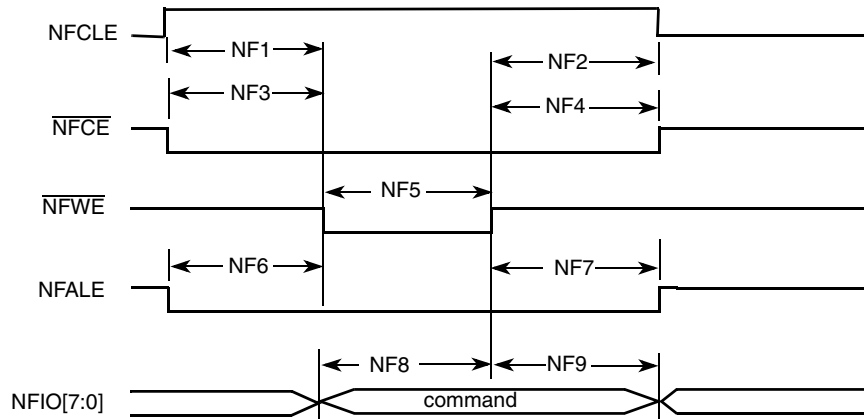 NFCLE
NF1
NF2
NF3
NF4
NFCE
NF5
NFWE
NF6
NF7
NFALE
NF8
NF9
NFIO[7:0]
command